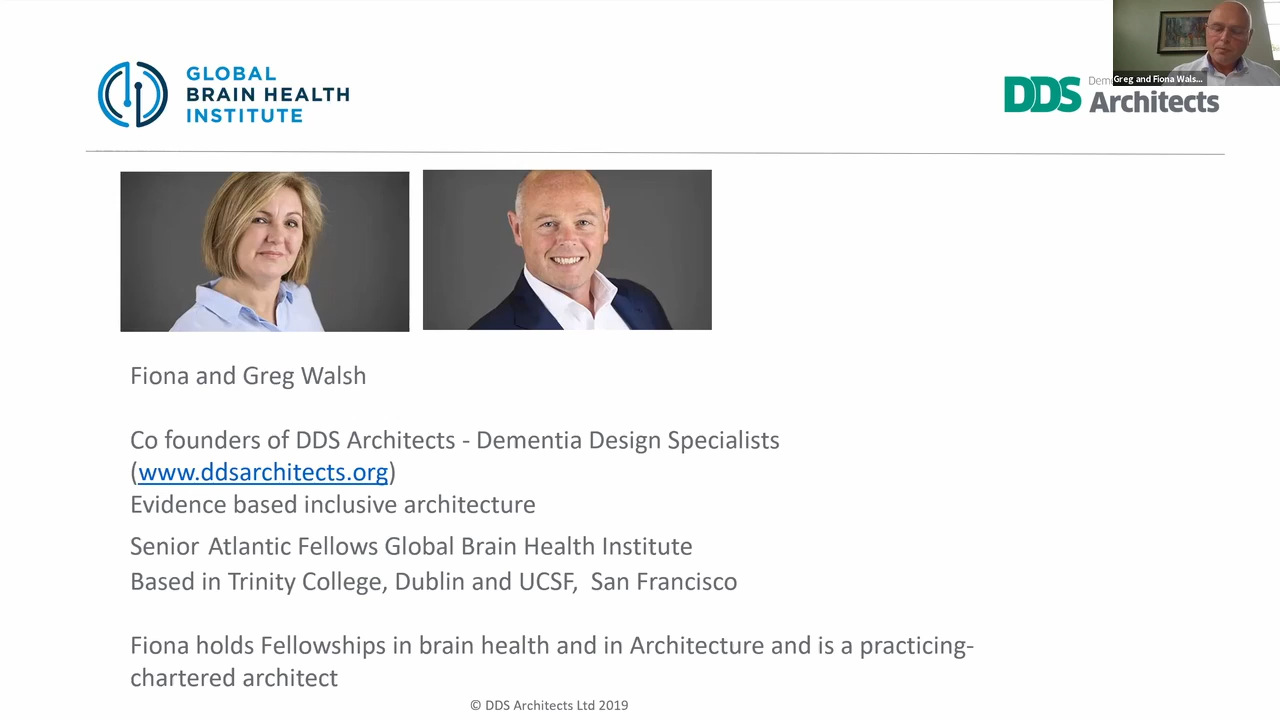 GLOBAL
BRAIN HEALTH
INSTITUTE
DDS
Architects
Greg and Fiona Wals...
Fiona and Greg Walsh
Co founders of DDS Architects - Dementia Design Specialists
(www.ddsarchitects.org)
Evidence based inclusive architecture
Senior Atlantic Fellows Global Brain Health Institute
Based in Trinity College, Dublin and UCSF, San Francisco
Fiona holds Fellowships in brain health and in Architecture and is a practicing-
chartered architect
© DDS Architects Ltd 2019